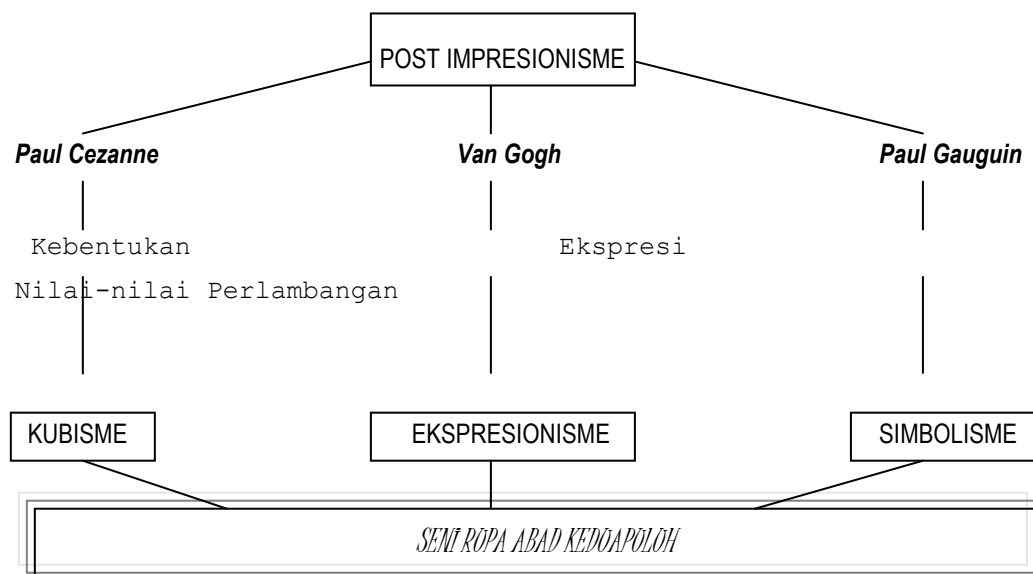 POST IMPRESIONISME
Paul Cezanne Van Gogh Paul Gauguin
Kebentukan Ekspresi
Nilai-nilai Perlambangan
KUBISME EKSPRESIONISME SIMBOLISME
SENI RUPA ABAD KEDUAPULUH